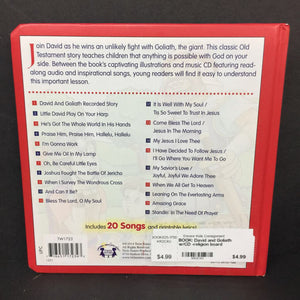 Join David as he wins an unlikely fight with Goliath, the giant. This classic Old
Testament story teaches children that anything is possible with God on your
side. Between the book's captivating illustrations and music CD featuring read-
along audio and inspirational songs, young readers will find it easy to understand
this important lesson.
David And Goliath Recorded Story
Little David Play On Your Harp
He's Got the Whole World In His Hands
Praise Him, Praise Him, Hallelu, Hallelu
I'm Gonna Work
Give Me Oil In My Lamp
Oh, Be Careful Little Eyes
Joshua Fought the Battle Of Jericho
When I Survey The Wondrous Cross
And Can It Be?
Bless The Lord, O My Soul
It Is Well With My Soul /
'Tis So Sweet To Trust In Jesus
Come Bless The Lord /
Jesus In The Morning
My Jesus I Love Thee
I Have Decided To Follow Jesus /
I'll Go Where You Want Me To Go
My Savior's Love /
Joyful, Joyful We Adore Thee
When We All Get To Heaven
Leaning On the Everlasting Arms
Amazing Grace
Standin' In The Need Of Prayer
Includes 20 Songs and printable lyrics!
TW1723
UPC
$4.99
BOOK: David and Goliath
w/CD -religion board
$4.99